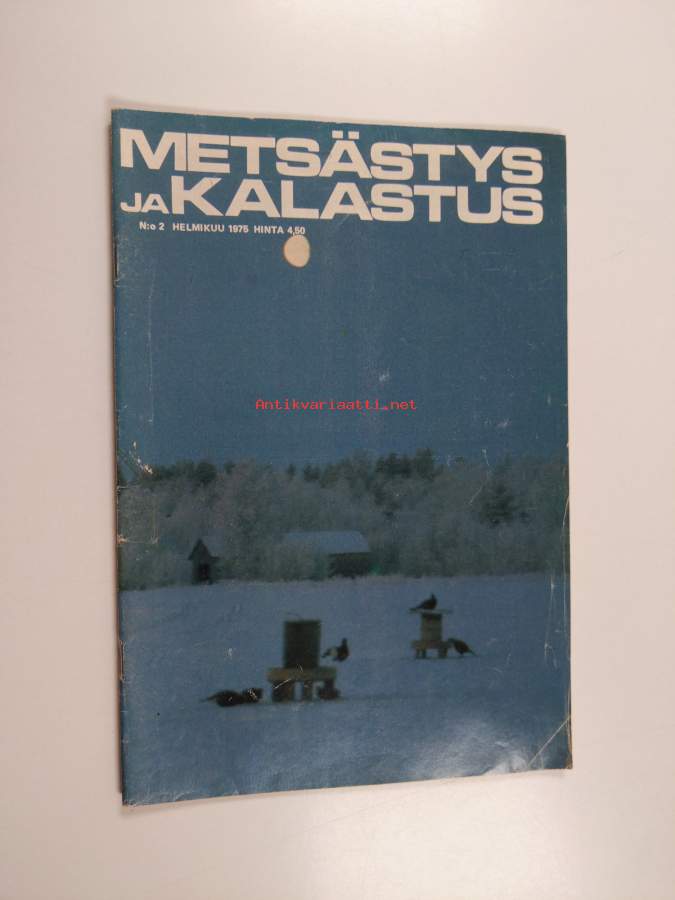 METSÄSTYS
JA KALASTUS
N:o 2 HELMIKUU 1975 HINTA 4,50
Antikvariaatti.net